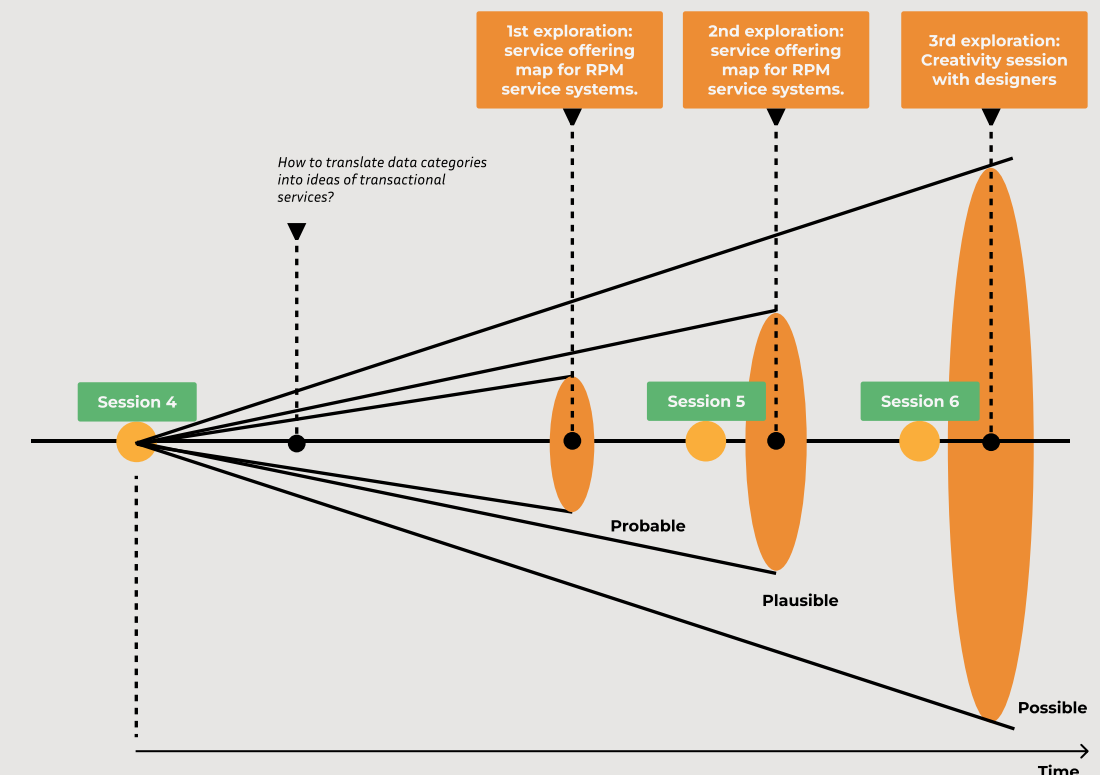 1st exploration:
service offering
map for RPM
service systems.
2nd exploration:
service offering
map for RPM
service systems.
3rd exploration:
Creativity session
with designers
How to translate data categories
into ideas of transactional
services?
Session 4
Session 5
Session 6
Probable
Plausible
Possible
Time